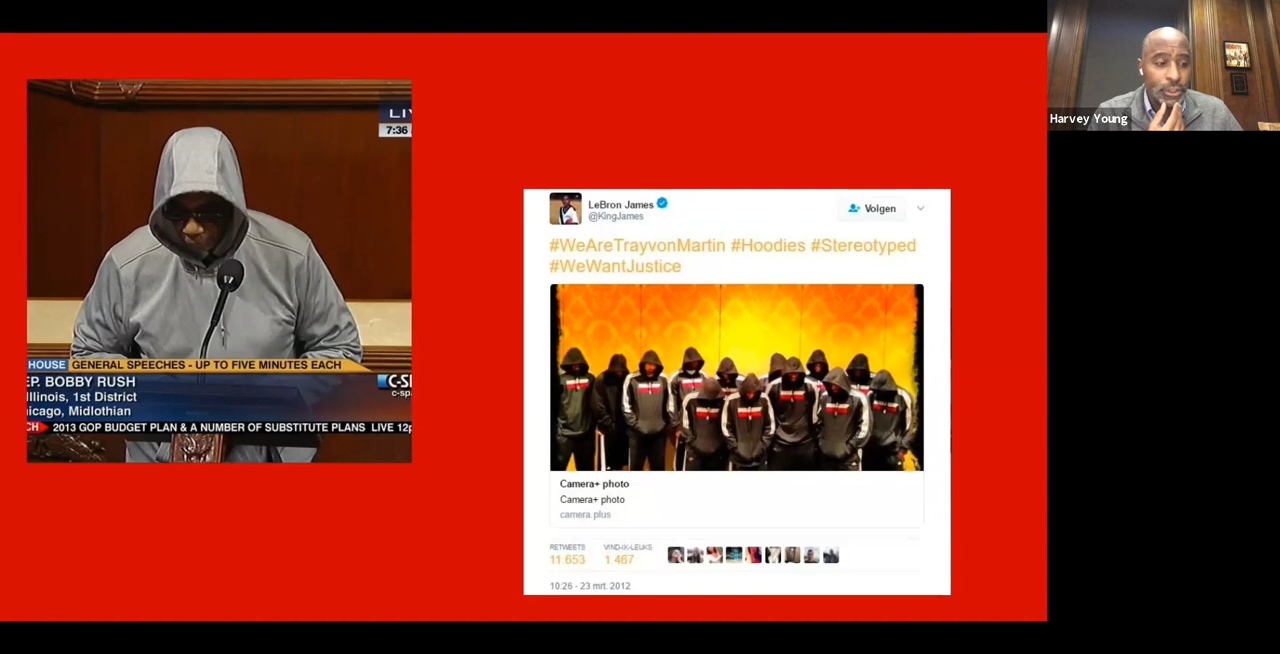 LIV
7:36
HOUSE GENERAL SPEECHES - UP TO FIVE MINUTES EACH
EP. BOBBY RUSH
Illinois, 1st District
hicago, Midlothian
C-SP
c-spa
CH 2013 GOP BUDGET PLAN & A NUMBER OF SUBSTITUTE PLANS LIVE 12p
LeBron James
@KingJames
Volgen
#WeAreTrayvonMartin #Hoodies #Stereotyped
#WeWantJustice
Camera+ photo
Camera+ photo
camera.plus
RETWEETS VIND-IK-LEUKS
11.653 1.467
10:26 - 23 mrt. 2012
Harvey Young